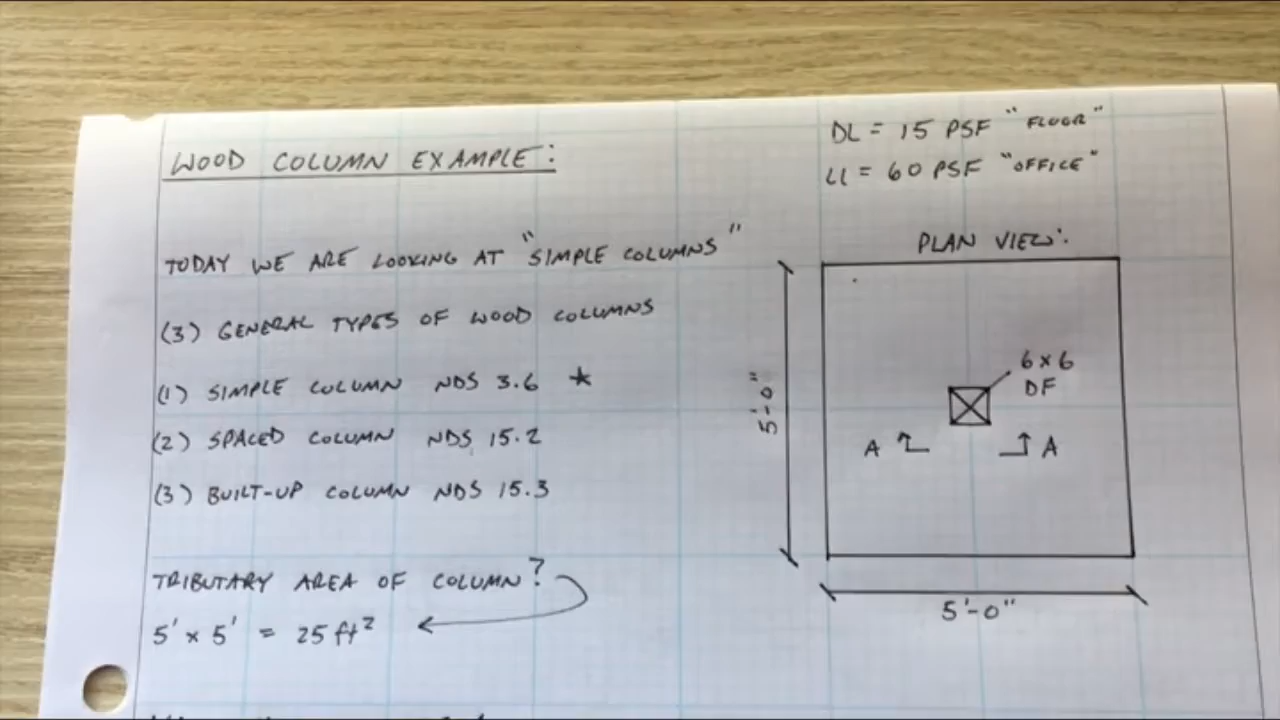 WOOD COLUMN EXAMPLE:
DL = 15 PSF "FLOOR"
LL = 60 PSF "OFFICE"
TODAY WE ARE LOOKING AT "SIMPLE COLUMNS"
(3) GENERAL TYPES OF WOOD COLUMNS
(1) SIMPLE COLUMN NDS 3.6 ★
(2) SPACED COLUMN NDS 15.2
(3) BUILT-UP COLUMN NDS 15.3
TRIBUTARY AREA OF COLUMN?
5' x 5' = 25 ft²
PLAN VIEW:
5'-0"
6x6
DF
A
A
5'-0"